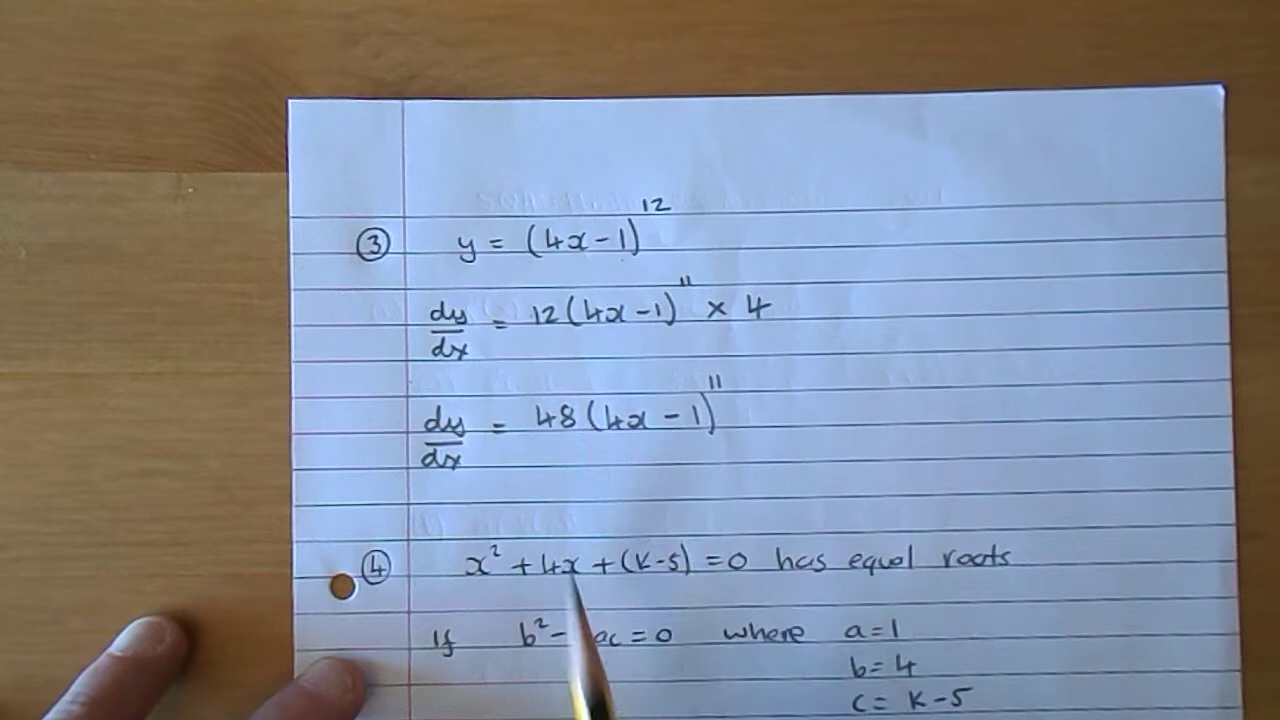 ③ y = (4x-1)¹²
dy/dx = 12(4x-1)¹¹ × 4
dy/dx = 48(4x-1)¹¹
④ x² + 4x + (k-5) = 0 has equal roots
If b² - ac = 0 where a=1
b=4
c= k-5